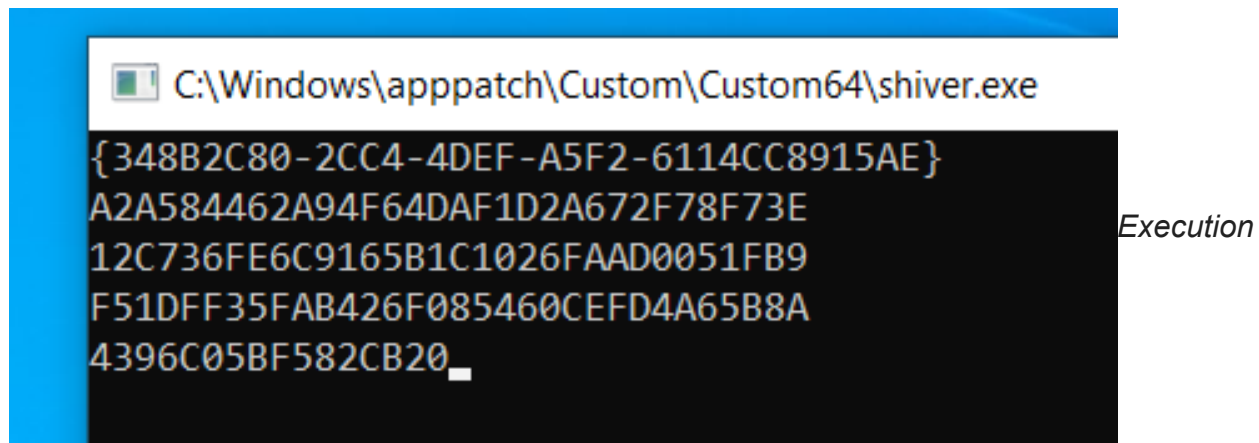 C:\Windows\apppatch\Custom\Custom64\shiver.exe
{348B2C80-2CC4-4DEF-A5F2-6114CC8915AE}
A2A584462A94F64DAF1D2A672F78F73E
12C736FE6C9165B1C1026FAAD0051FB9
F51DFF35FAB426F085460CEFD4A65B8A
4396C05BF582CB20
Execution